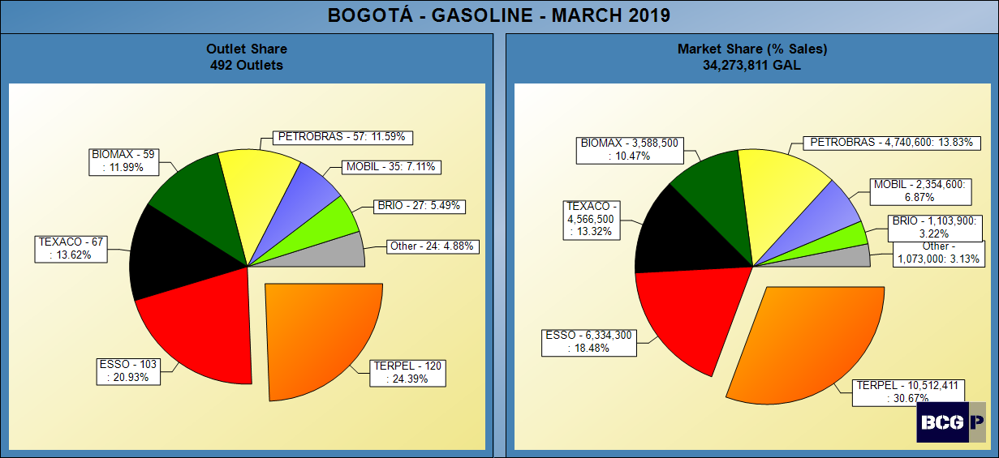 BOGOTÁ - GASOLINE - MARCH 2019
Outlet Share
492 Outlets
PETROBRAS - 57: 11.59%
BIOMAX - 59
: 11.99%
MOBIL - 35: 7.11%
BRIO - 27: 5.49%
TEXACO - 67
: 13.62%
Other - 24: 4.88%
ESSO - 103
: 20.93%
TERPEL - 120
: 24.39%
Market Share (% Sales)
34,273,811 GAL
BIOMAX - 3,588,500
: 10.47%
PETROBRAS - 4,740,600: 13.83%
MOBIL - 2,354,600:
6.87%
TEXACO -
4,566,500
: 13.32%
BRIO - 1,103,900:
3.22%
Other -
1,073,000: 3.13%
ESSO - 6,334,300
: 18.48%
TERPEL - 10,512,411
: 30.67%
BCG P